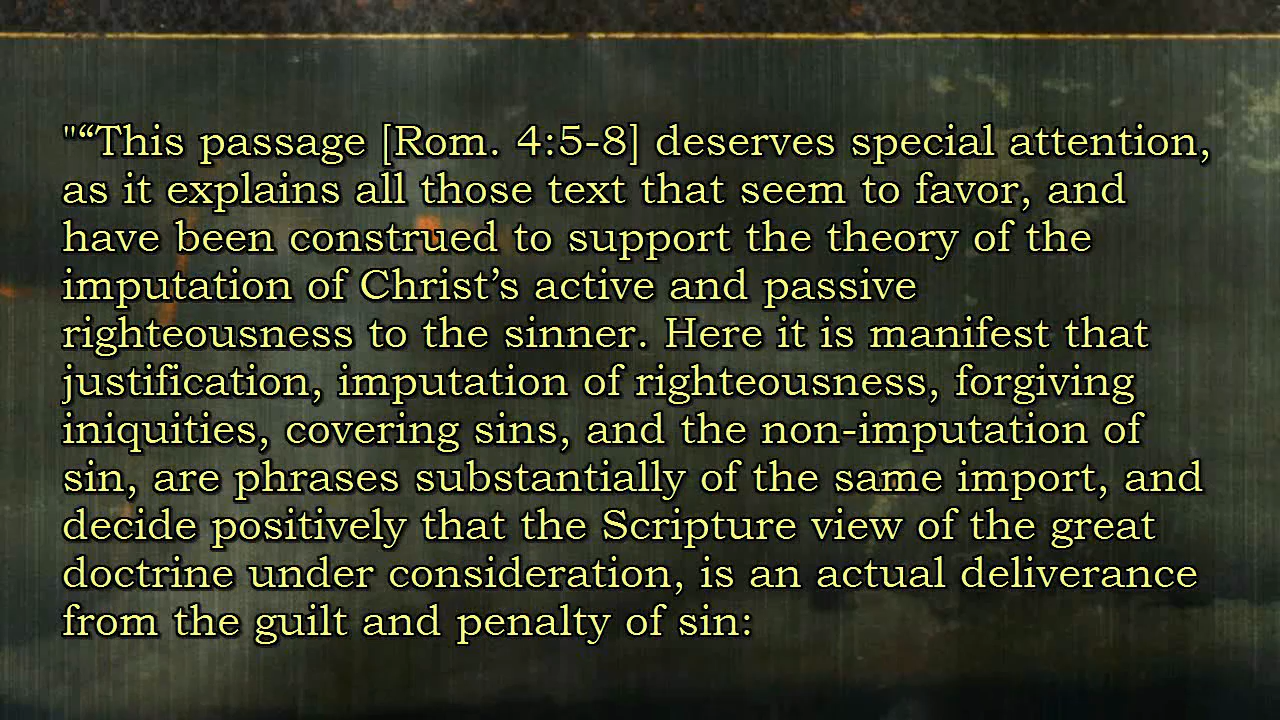 "“This passage [Rom. 4:5-8] deserves special attention,
as it explains all those text that seem to favor, and
have been construed to support the theory of the
imputation of Christ’s active and passive
righteousness to the sinner. Here it is manifest that
justification, imputation of righteousness, forgiving
iniquities, covering sins, and the non-imputation of
sin, are phrases substantially of the same import, and
decide positively that the Scripture view of the great
doctrine under consideration, is an actual deliverance
from the guilt and penalty of sin: